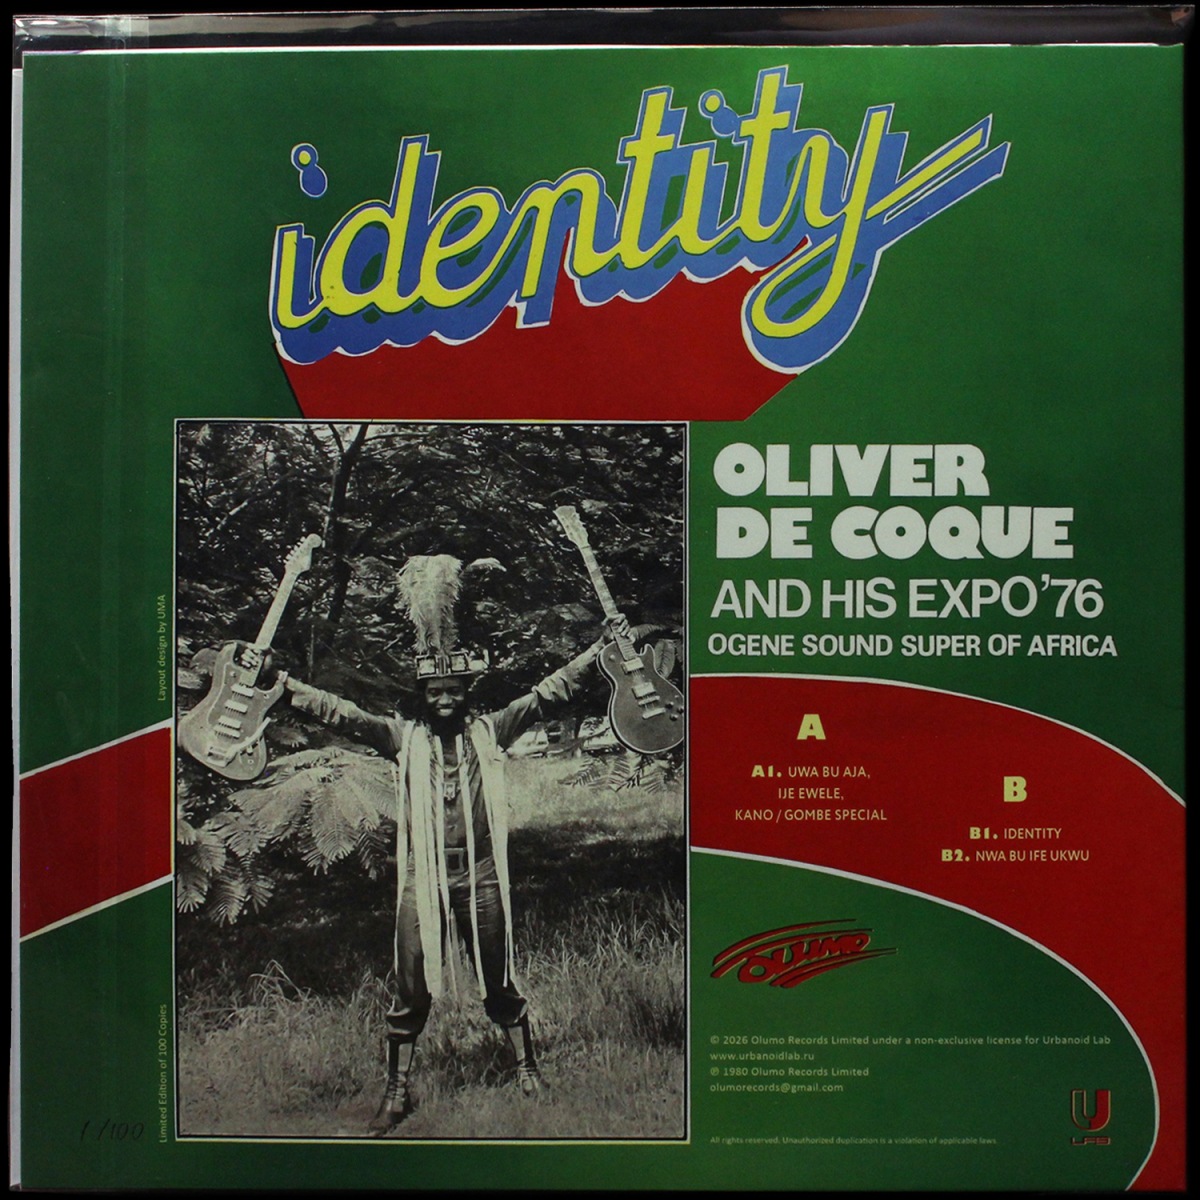 identity
OLIVER
DE COQUE
AND HIS EXPO'76
OGENE SOUND SUPER OF AFRICA
A
A1. UWA BU AJA,
IJE EWELE,
KANO / GOMBE SPECIAL
B
B1. IDENTITY
B2. NWA BU IFE UKWU
OLUMO
© 2026 Olumo Records Limited under a non-exclusive license for Urbanoid Lab
www.urbanoidlab.ru
℗ 1980 Olumo Records Limited
olumorecords@gmail.com
All rights reserved. Unauthorized duplication is a violation of applicable laws
Layout design by UMA
Limited Edition of 100 Copies
1/100